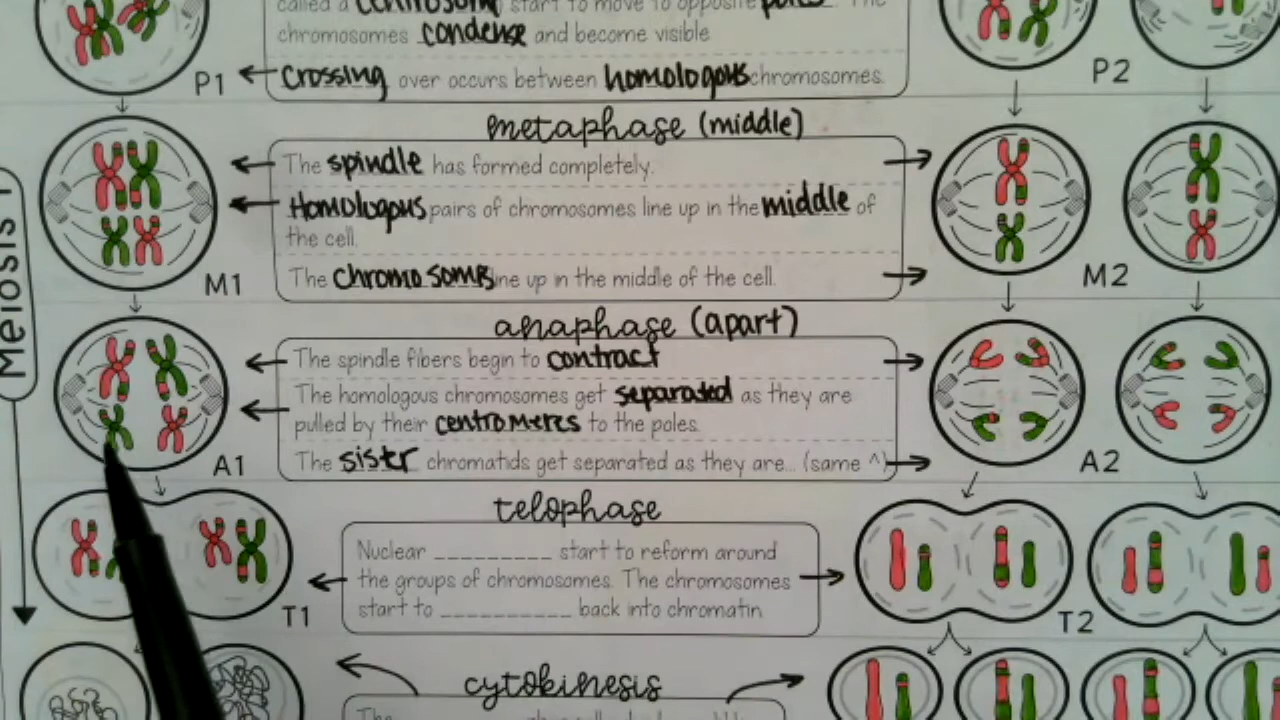 called a centrosome start to move to opposite poles. The
chromosomes condense and become visible
P1
Crossing over occurs between homologous chromosomes.
P2
metaphase (middle)
The spindle has formed completely.
Homologous pairs of chromosomes line up in the middle of
the cell.
The chromosomes line up in the middle of the cell.
M1
M2
Meiosis 1
anaphase (apart)
The spindle fibers begin to contract
The homologous chromosomes get separated as they are
pulled by their centromeres to the poles.
The sister chromatids get separated as they are... (same ^)
A1
A2
telophase
Nuclear _________ start to reform around
the groups of chromosomes. The chromosomes
start to ___________ back into chromatin
T1
T2
cytokinesis
The